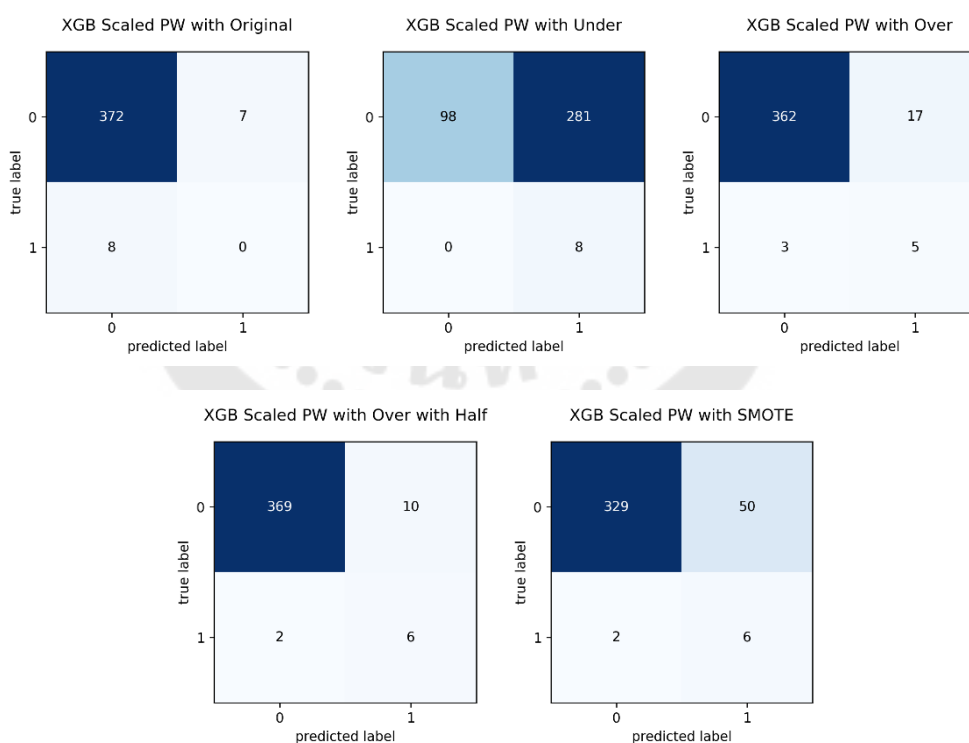 XGB Scaled PW with Original
0
372
7
true label
1
8
0
0
1
predicted label
XGB Scaled PW with Under
0
98
281
true label
1
0
8
0
1
predicted label
XGB Scaled PW with Over
0
362
17
true label
1
3
5
0
1
predicted label
XGB Scaled PW with Over with Half
0
369
10
true label
1
2
6
0
1
predicted label
XGB Scaled PW with SMOTE
0
329
50
true label
1
2
6
0
1
predicted label